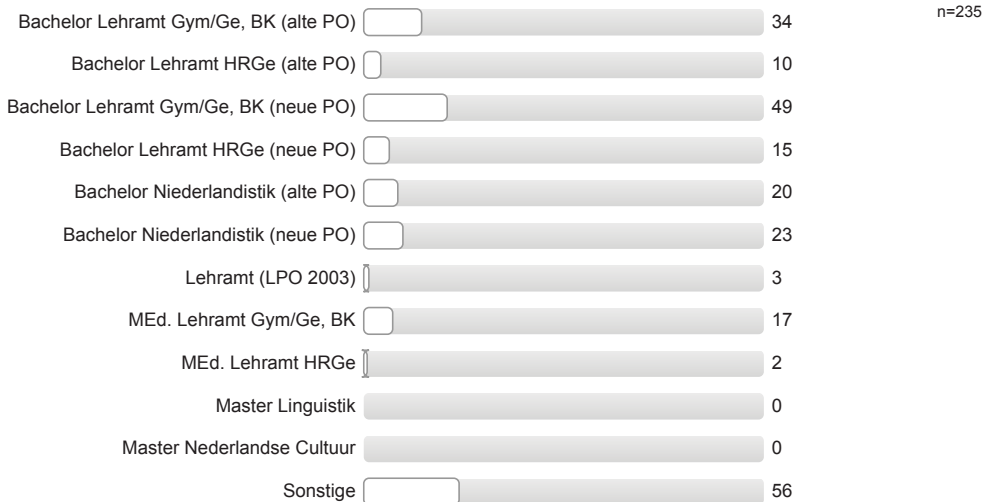 n=235
Bachelor Lehramt Gym/Ge, BK (alte PO) 34
Bachelor Lehramt HRGe (alte PO) 10
Bachelor Lehramt Gym/Ge, BK (neue PO) 49
Bachelor Lehramt HRGe (neue PO) 15
Bachelor Niederlandistik (alte PO) 20
Bachelor Niederlandistik (neue PO) 23
Lehramt (LPO 2003) 3
MEd. Lehramt Gym/Ge, BK 17
MEd. Lehramt HRGe 2
Master Linguistik 0
Master Nederlandse Cultuur 0
Sonstige 56